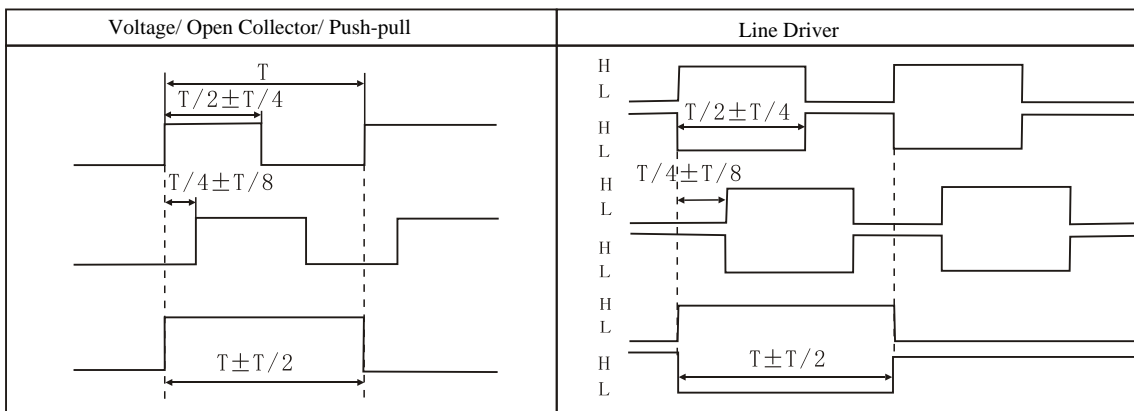 Voltage/ Open Collector/ Push-pull
T
T/2±T/4
T/4±T/8
T±T/2
Line Driver
H
L
H
L
T/2±T/4
T/4±T/8
H
L
H
L
H
L
H
L
T±T/2